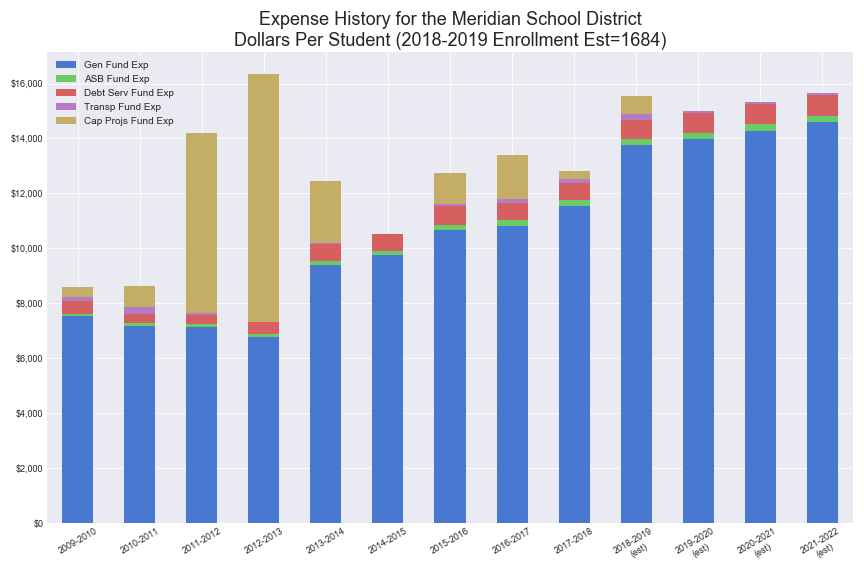 Expense History for the Meridian School District
Dollars Per Student (2018-2019 Enrollment Est=1684)
Gen Fund Exp
ASB Fund Exp
Debt Serv Fund Exp
Transp Fund Exp
Cap Projs Fund Exp
$16,000
$14,000
$12,000
$10,000
$8,000
$6,000
$4,000
$2,000
$0
2009-2010
2010-2011
2011-2012
2012-2013
2013-2014
2014-2015
2015-2016
2016-2017
2017-2018
2018-2019
(est)
2019-2020
(est)
2020-2021
(est)
2021-2022
(est)